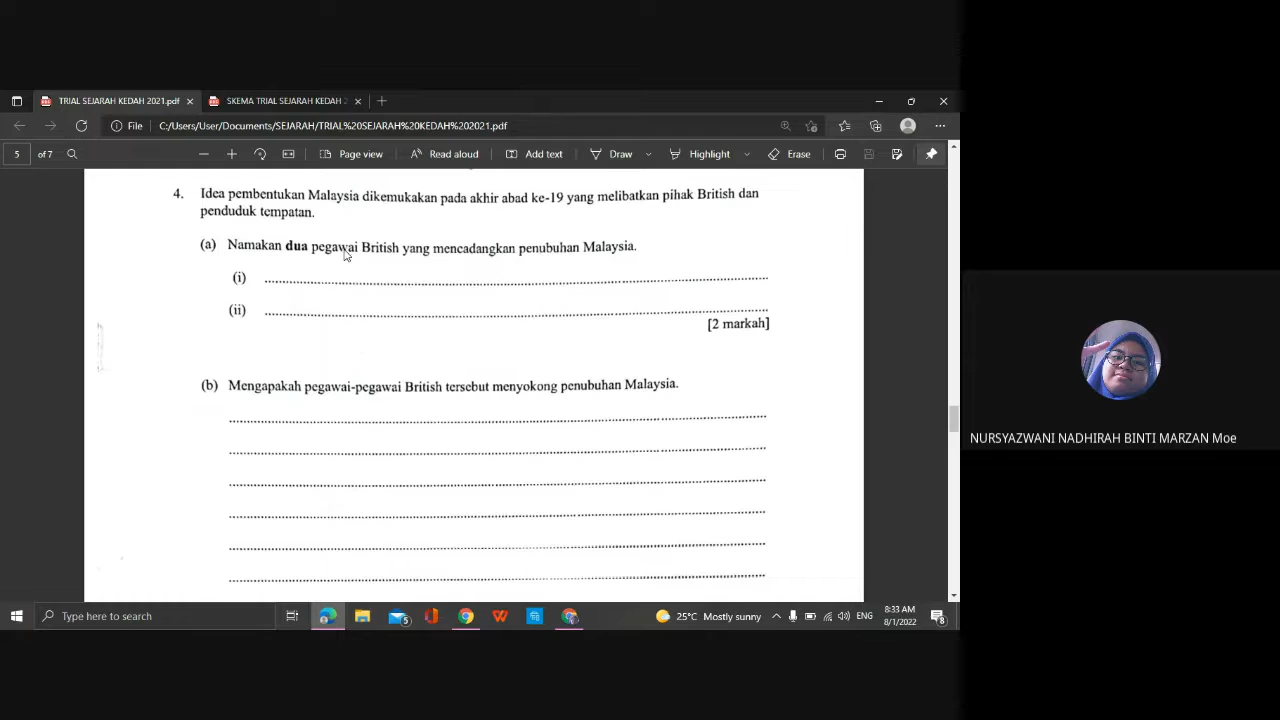 TRIAL SEJARAH KEDAH 2021.pdf
SKEMA TRIAL SEJARAH KEDAH 2
File
C:/Users/User/Documents/SEJARAH/TRIAL%20SEJARAH%20KEDAH%202021.pdf
5 of 7
Page view
Read aloud
Add text
Draw
Highlight
Erase
4. Idea pembentukan Malaysia dikemukakan pada akhir abad ke-19 yang melibatkan pihak British dan
penduduk tempatan.
(a) Namakan dua pegawai British yang mencadangkan penubuhan Malaysia.
(i) ........................................................................
(ii) ........................................................................
[2 markah]
(b) Mengapakah pegawai-pegawai British tersebut menyokong penubuhan Malaysia.
NURSYAZWANI NADHIRAH BINTI MARZAN Moe
Type here to search
5
25°C Mostly sunny
ENG
8:33 AM
8/1/2022
8